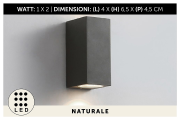 WATT: 1 X 2 | DIMENSIONI: (L) 4 X (H) 6,5 X (P) 4,5 CM
LED
NATURALE